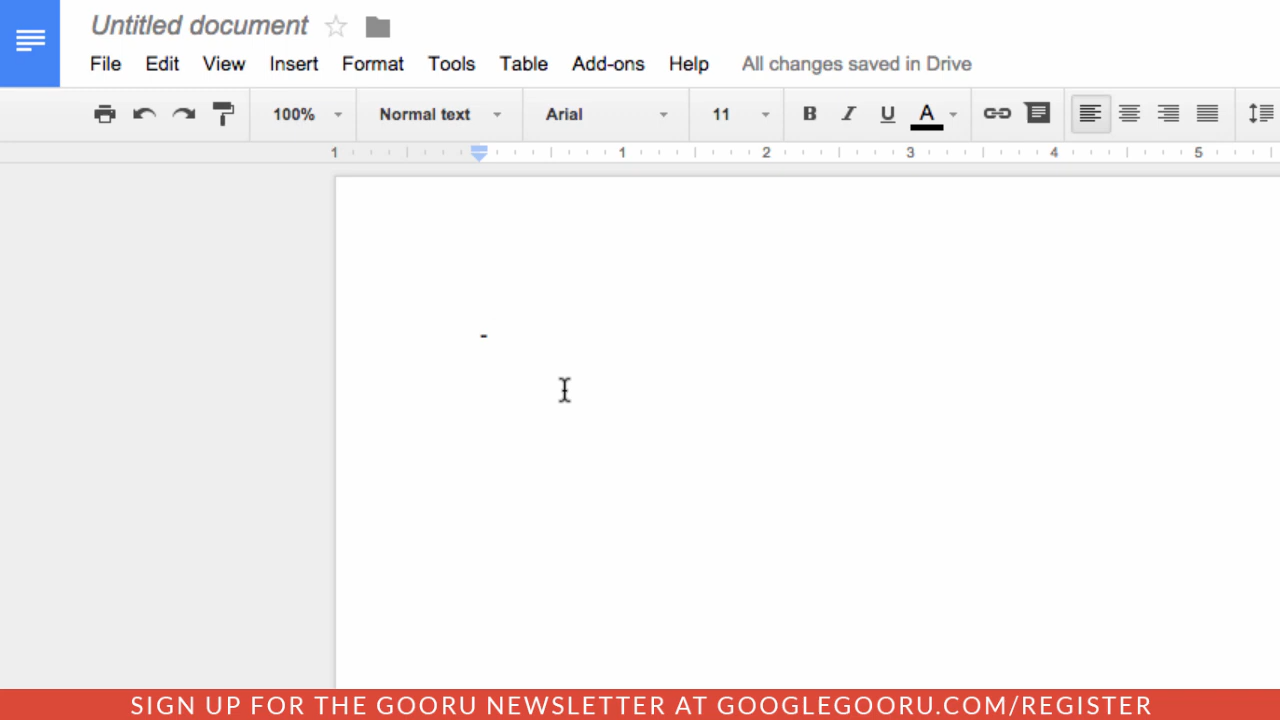 Untitled document
File Edit View Insert Format Tools Table Add-ons Help All changes saved in Drive
100% Normal text Arial 11 B I U A
1 1 2 3 4 5
-
SIGN UP FOR THE GOORU NEWSLETTER AT GOOGLEGOORU.COM/REGISTER